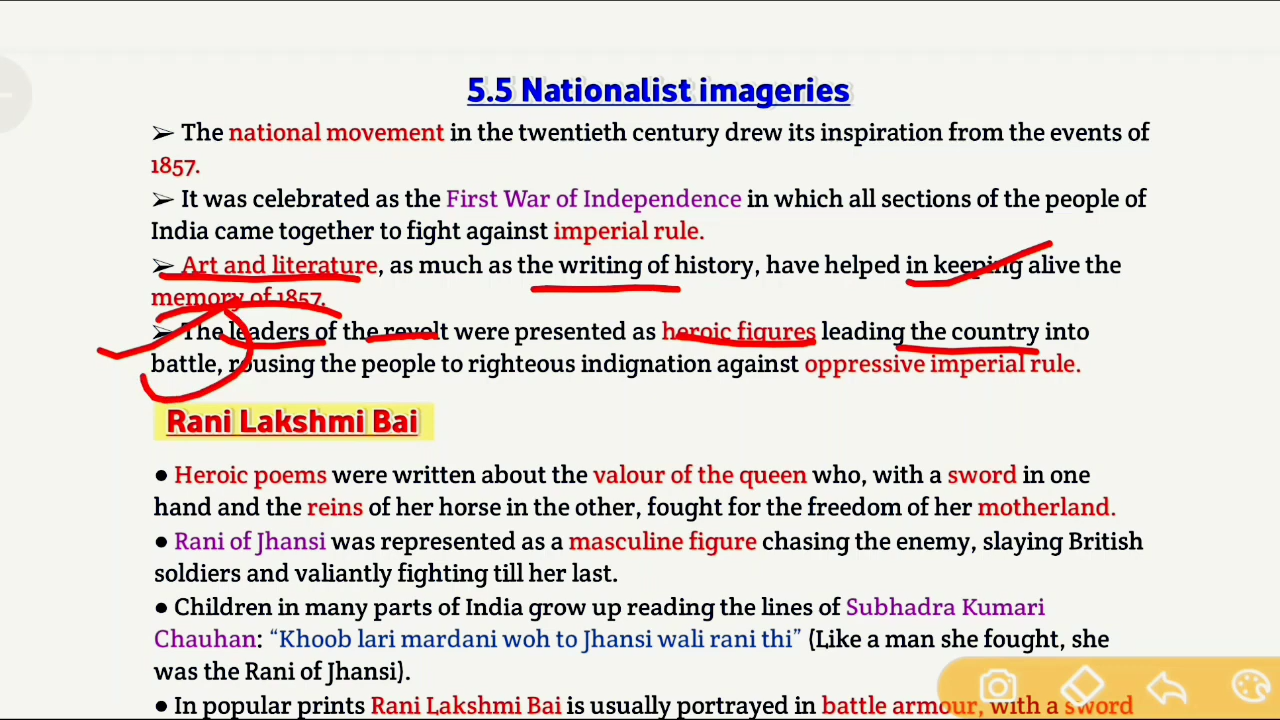 5.5 Nationalist imageries
➢ The national movement in the twentieth century drew its inspiration from the events of
1857.
➢ It was celebrated as the First War of Independence in which all sections of the people of
India came together to fight against imperial rule.
➢ Art and literature, as much as the writing of history, have helped in keeping alive the
memory of 1857.
➢ The leaders of the revolt were presented as heroic figures leading the country into
battle, rousing the people to righteous indignation against oppressive imperial rule.
Rani Lakshmi Bai
● Heroic poems were written about the valour of the queen who, with a sword in one
hand and the reins of her horse in the other, fought for the freedom of her motherland.
● Rani of Jhansi was represented as a masculine figure chasing the enemy, slaying British
soldiers and valiantly fighting till her last.
● Children in many parts of India grow up reading the lines of Subhadra Kumari
Chauhan: “Khoob lari mardani woh to Jhansi wali rani thi” (Like a man she fought, she
was the Rani of Jhansi).
● In popular prints Rani Lakshmi Bai is usually portrayed in battle armour, with a sword